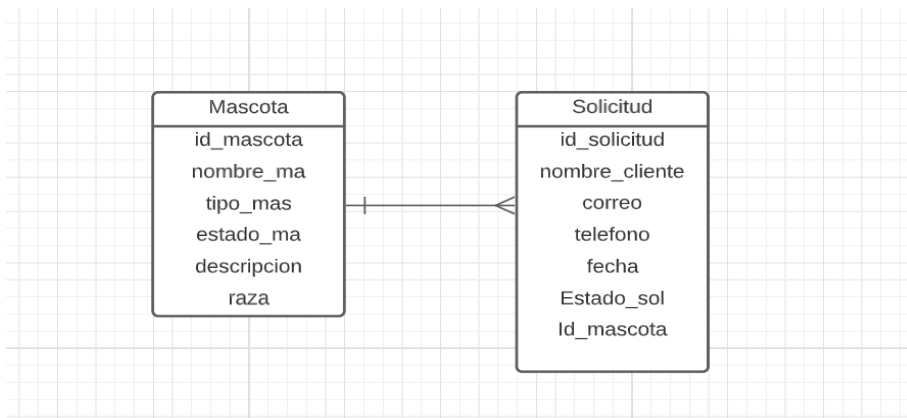 Mascota
id_mascota
nombre_ma
tipo_mas
estado_ma
descripcion
raza
Solicitud
id_solicitud
nombre_cliente
correo
telefono
fecha
Estado_sol
Id_mascota